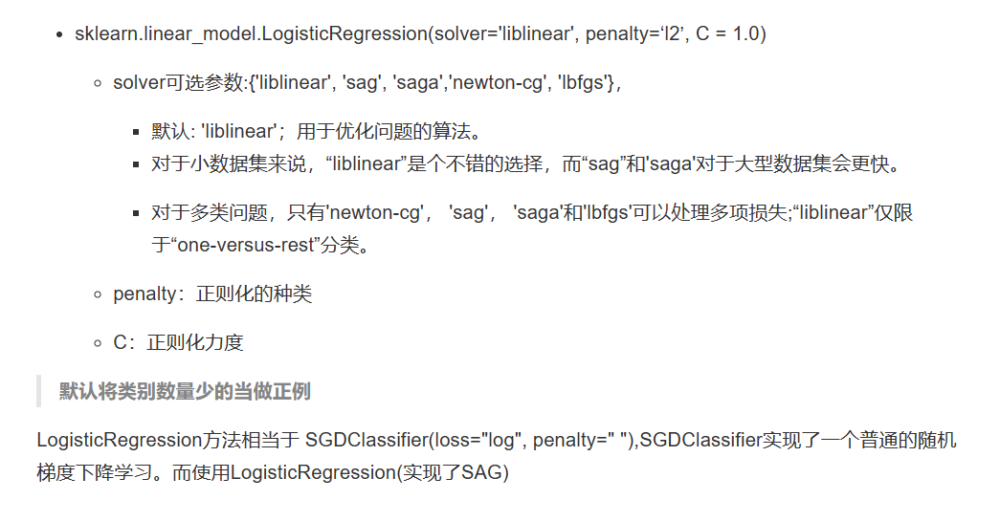 sklearn.linear_model.LogisticRegression(solver='liblinear', penalty=‘l2’, C = 1.0)
solver可选参数:{'liblinear', 'sag', 'saga','newton-cg', 'lbfgs'},
默认: 'liblinear'；用于优化问题的算法。
对于小数据集来说，“liblinear”是个不错的选择，而“sag”和'saga'对于大型数据集会更快。
对于多类问题，只有'newton-cg'， 'sag'， 'saga'和'lbfgs'可以处理多项损失;“liblinear”仅限
于“one-versus-rest”分类。
penalty：正则化的种类
C：正则化力度
默认将类别数量少的当做正例
LogisticRegression方法相当于 SGDClassifier(loss="log", penalty=" "),SGDClassifier实现了一个普通的随机
梯度下降学习。而使用LogisticRegression(实现了SAG)